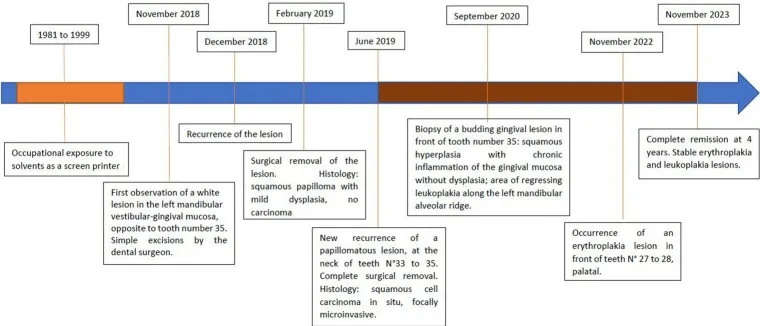 November 2018
February 2019
September 2020
November 2023
1981 to 1999
December 2018
June 2019
November 2022
Occupational exposure to
solvents as a screen printer
First observation of a white
lesion in the left mandibular
vestibular-gingival mucosa,
opposite to tooth number 35.
Simple excisions by the
dental surgeon.
Recurrence of the lesion
Surgical removal of the
lesion. Histology:
squamous papilloma with
mild dysplasia, no
carcinoma
New recurrence of a
papillomatous lesion, at the
neck of teeth N°33 to 35.
Complete surgical removal.
Histology: squamous cell
carcinoma in situ, focally
microinvasive.
Biopsy of a budding gingival lesion in
front of tooth number 35: squamous
hyperplasia with chronic
inflammation of the gingival mucosa
without dysplasia; area of regressing
leukoplakia along the left mandibular
alveolar ridge.
Occurrence of an
erythroplakia lesion in
front of teeth N° 27 to 28,
palatal.
Complete remission at 4
years. Stable erythroplakia
and leukoplakia lesions.